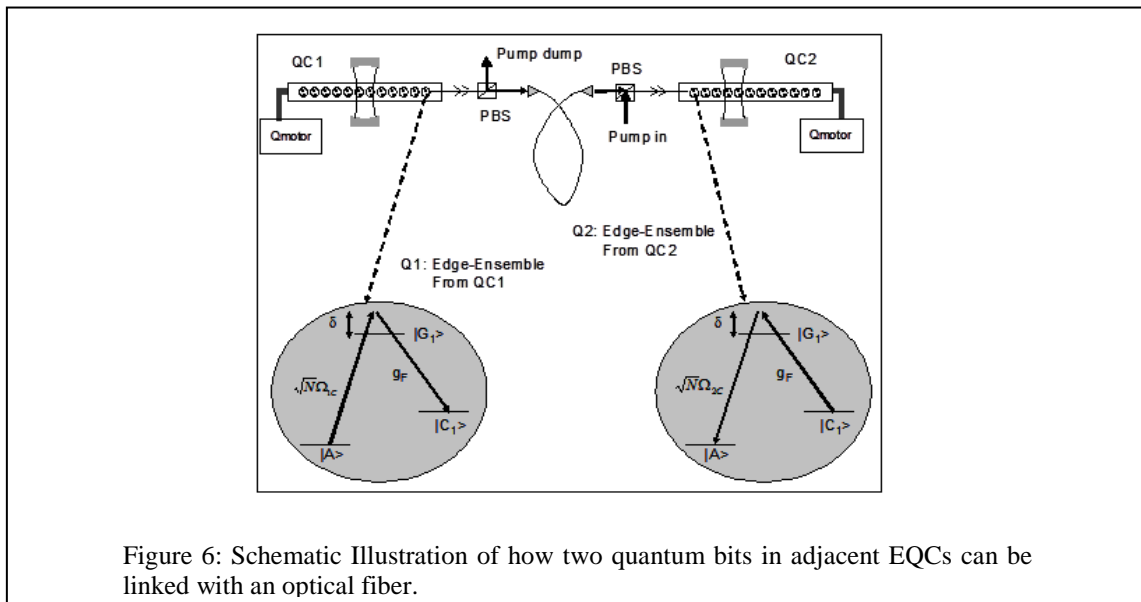 QC1
Pump dump
PBS
QC2
PBS
Pump in
Qmotor
Qmotor
Q2: Edge-Ensemble
From QC2
Q1: Edge-Ensemble
From QC1
δ
|G₁>
√NΩ₁C
gF
|C₁>
|A>
δ
|G₁>
√NΩ₂C
gF
|C₁>
|A>
Figure 6: Schematic Illustration of how two quantum bits in adjacent EQCs can be
linked with an optical fiber.